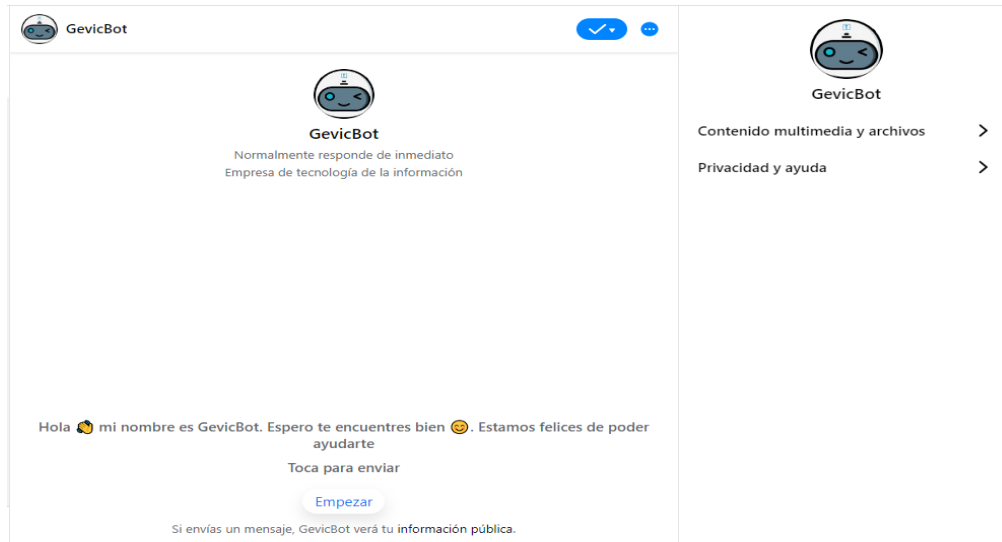 GevicBot
GevicBot
Normalmente responde de inmediato
Empresa de tecnología de la información
Hola 👏 mi nombre es GevicBot. Espero te encuentres bien 😊. Estamos felices de poder
ayudarte
Toca para enviar
Empezar
Si envías un mensaje, GevicBot verá tu información pública.
GevicBot
Contenido multimedia y archivos
Privacidad y ayuda